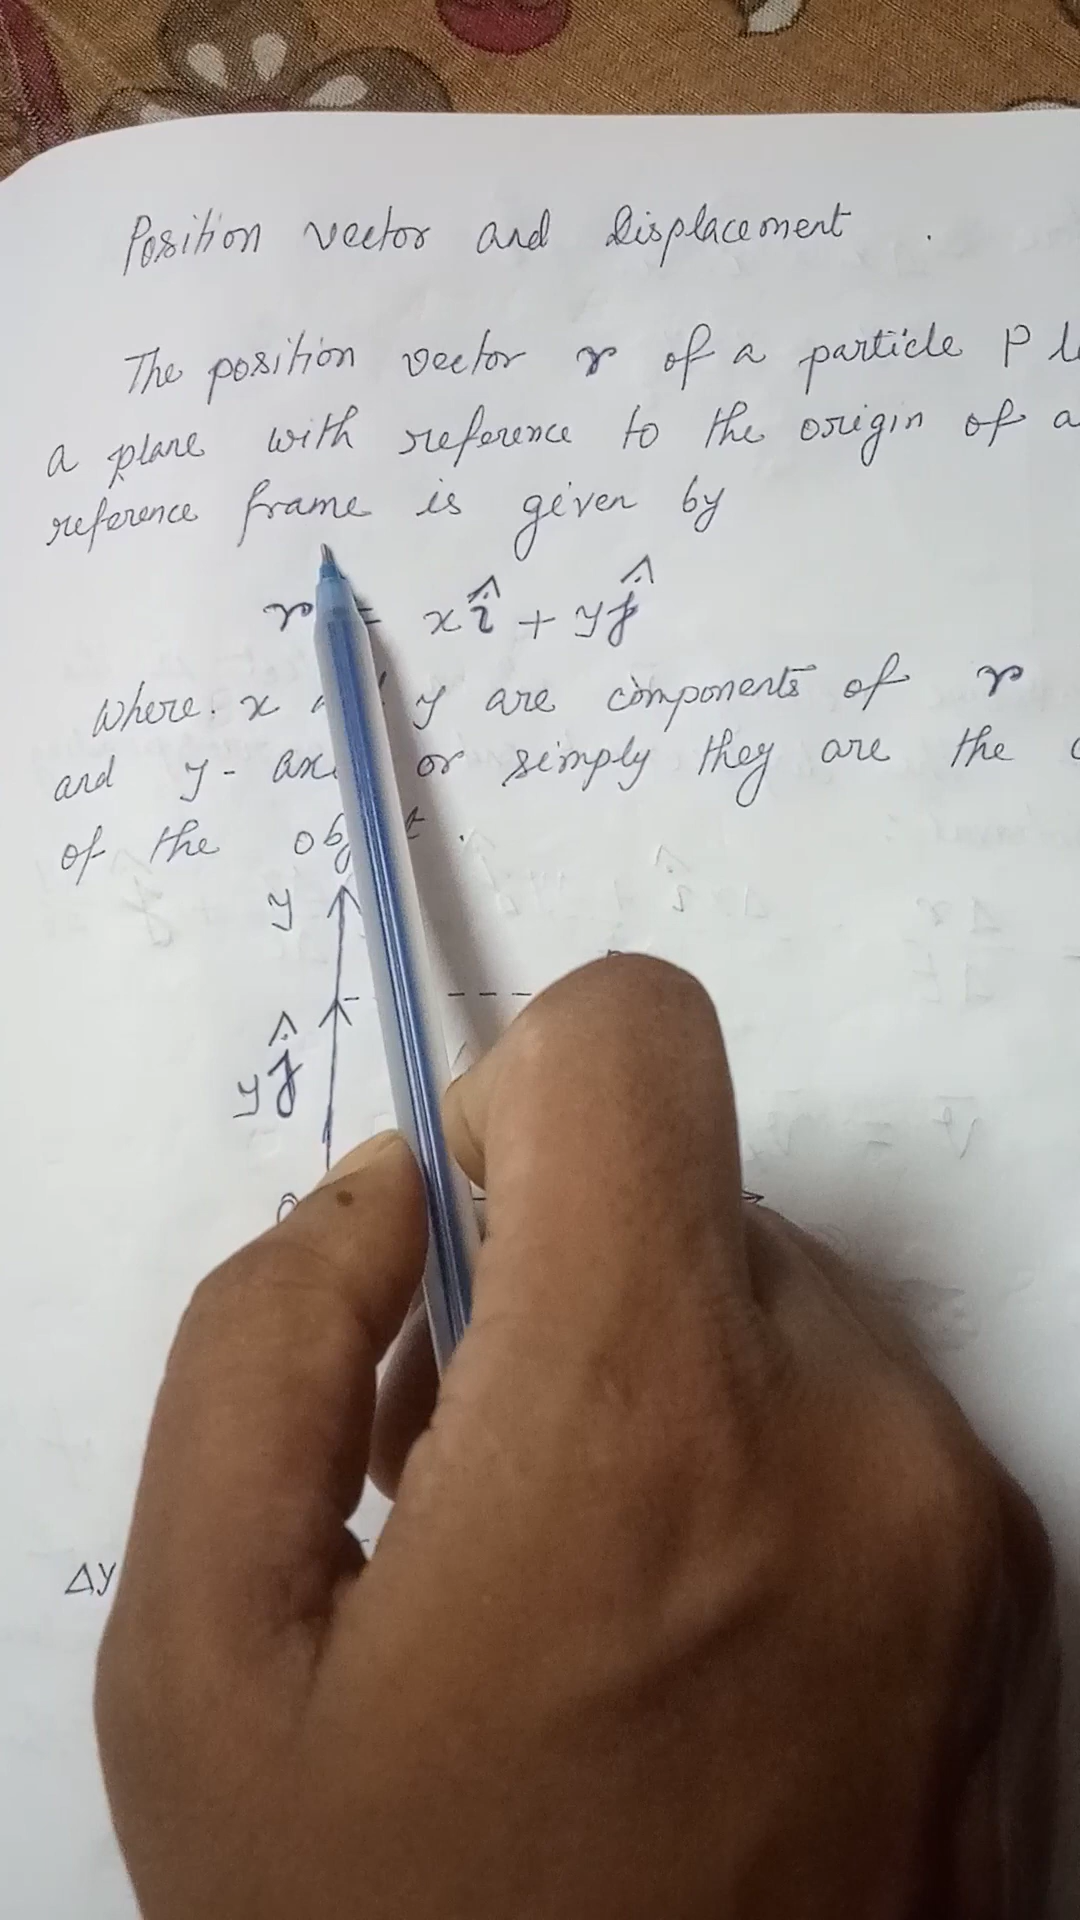 Position vector and Displacement .
The position vector r of a particle P
a plane with reference to the origin of a
reference frame is given by
r = xî + yĵ
where x y are components of r
and y- or simply they are the
of the
y
yĵ
O
Δy